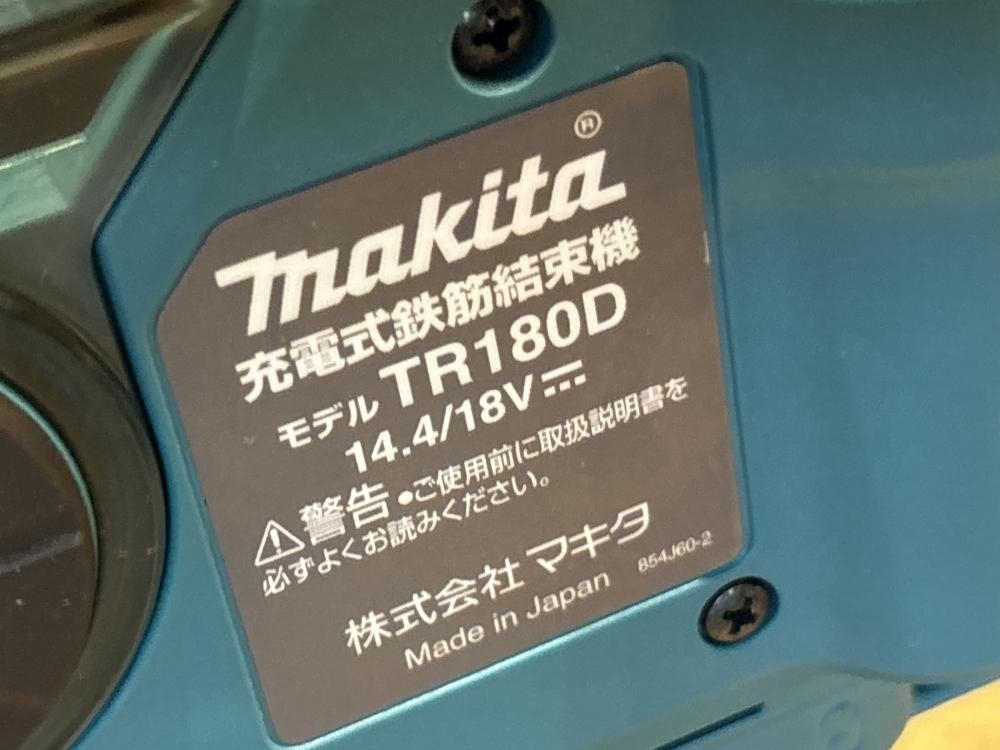 makita®
充電式鉄筋結束機
モデル TR180D
14.4/18V⎓
⚠警告 ●ご使用前に取扱説明書を
必ずよくお読みください。
株式会社 マキタ
Made in Japan 854J60-2